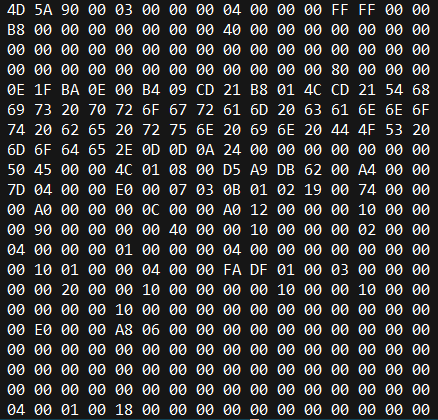 4D 5A 90 00 03 00 00 00 04 00 00 00 FF FF 00 00
B8 00 00 00 00 00 00 00 40 00 00 00 00 00 00 00
00 00 00 00 00 00 00 00 00 00 00 00 00 00 00 00
00 00 00 00 00 00 00 00 00 00 00 00 80 00 00 00
0E 1F BA 0E 00 B4 09 CD 21 B8 01 4C CD 21 54 68
69 73 20 70 72 6F 67 72 61 6D 20 63 61 6E 6E 6F
74 20 62 65 20 72 75 6E 20 69 6E 20 44 4F 53 20
6D 6F 64 65 2E 0D 0D 0A 24 00 00 00 00 00 00 00
50 45 00 00 4C 01 08 00 D5 A9 DB 62 00 A4 00 00
7D 04 00 00 E0 00 07 03 0B 01 02 19 00 74 00 00
00 A0 00 00 00 0C 00 00 A0 12 00 00 00 10 00 00
00 90 00 00 00 00 40 00 00 10 00 00 00 02 00 00
04 00 00 00 01 00 00 00 04 00 00 00 00 00 00 00
00 10 01 00 00 04 00 00 FA DF 01 00 03 00 00 00
00 00 20 00 00 10 00 00 00 00 10 00 00 10 00 00
00 00 00 00 10 00 00 00 00 00 00 00 00 00 00 00
00 E0 00 00 A8 06 00 00 00 00 00 00 00 00 00 00
00 00 00 00 00 00 00 00 00 00 00 00 00 00 00 00
00 00 00 00 00 00 00 00 00 00 00 00 00 00 00 00
00 00 00 00 00 00 00 00 00 00 00 00 00 00 00 00
04 00 01 00 18 00 00 00 00 00 00 00 00 00 00 00